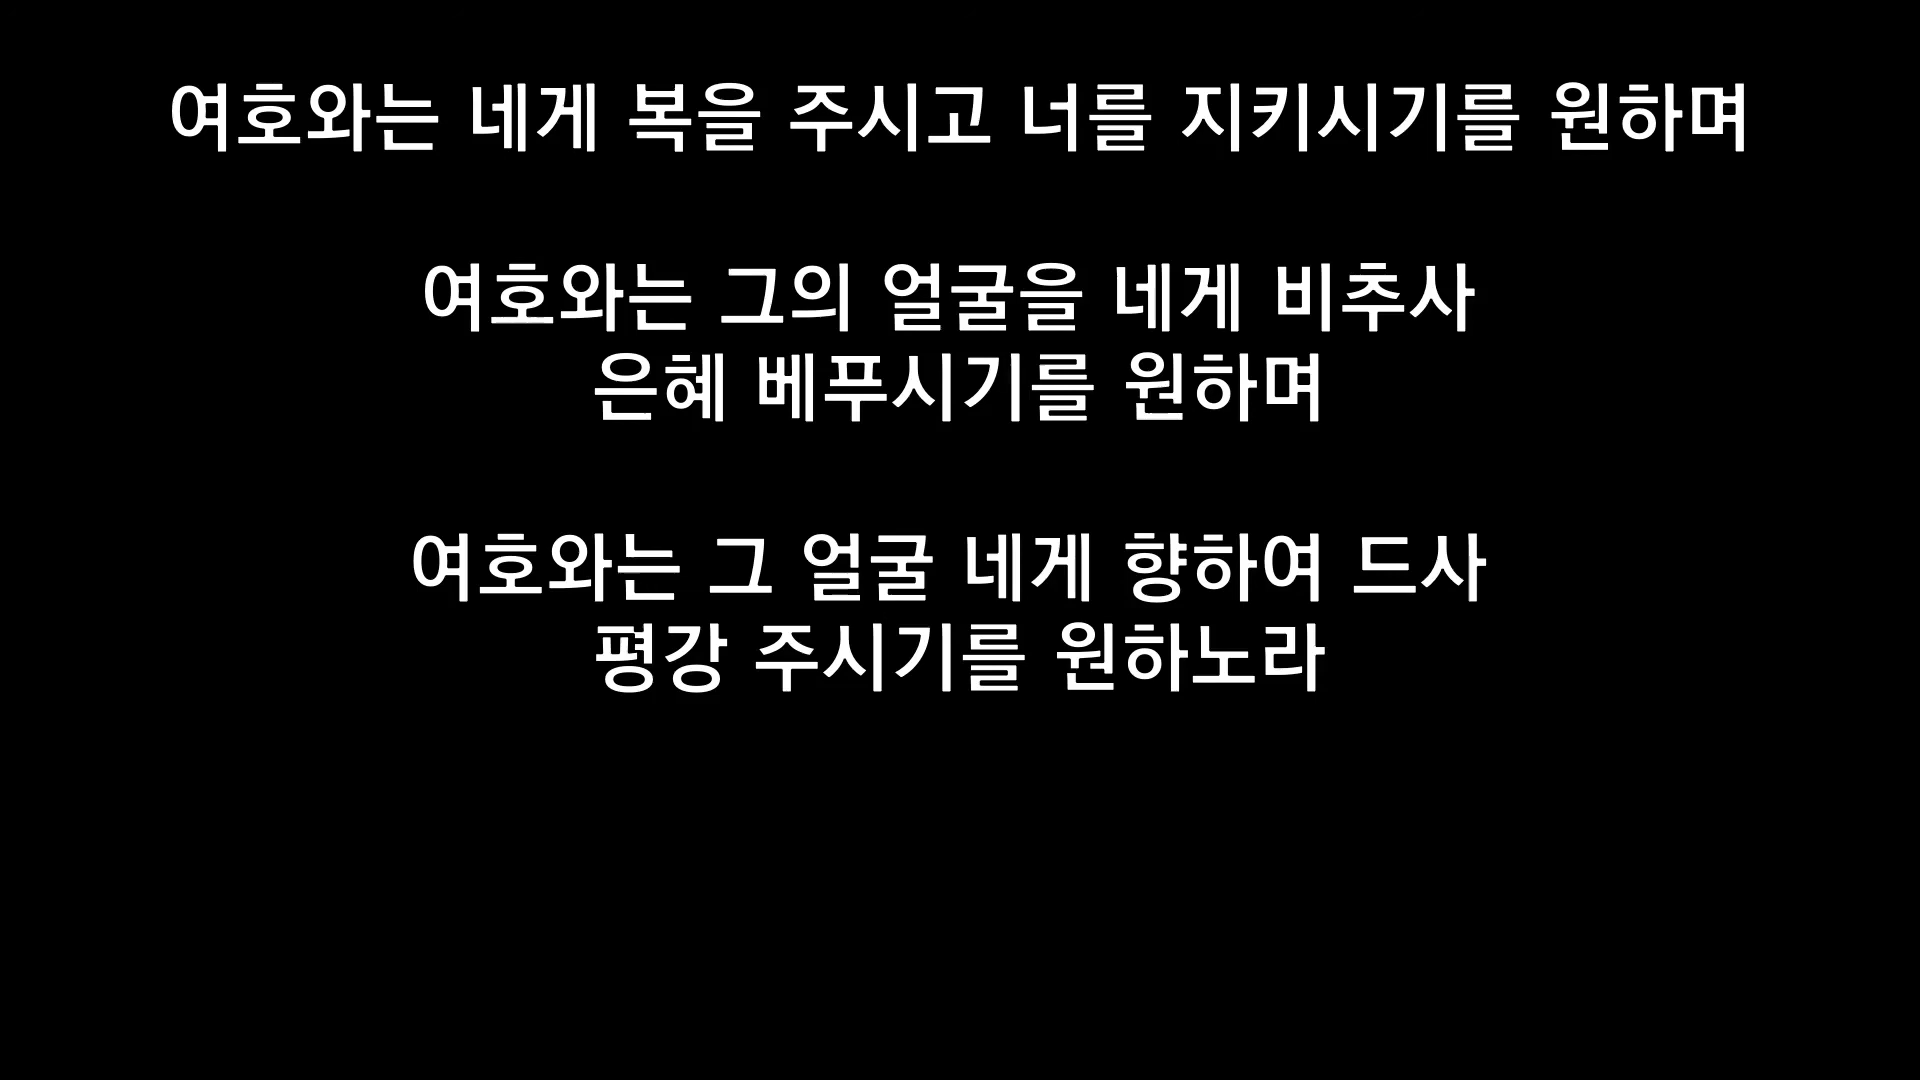 여호와는 네게 복을 주시고 너를 지키시기를 원하며
여호와는 그의 얼굴을 네게 비추사
은혜 베푸시기를 원하며
여호와는 그 얼굴 네게 향하여 드사
평강 주시기를 원하노라